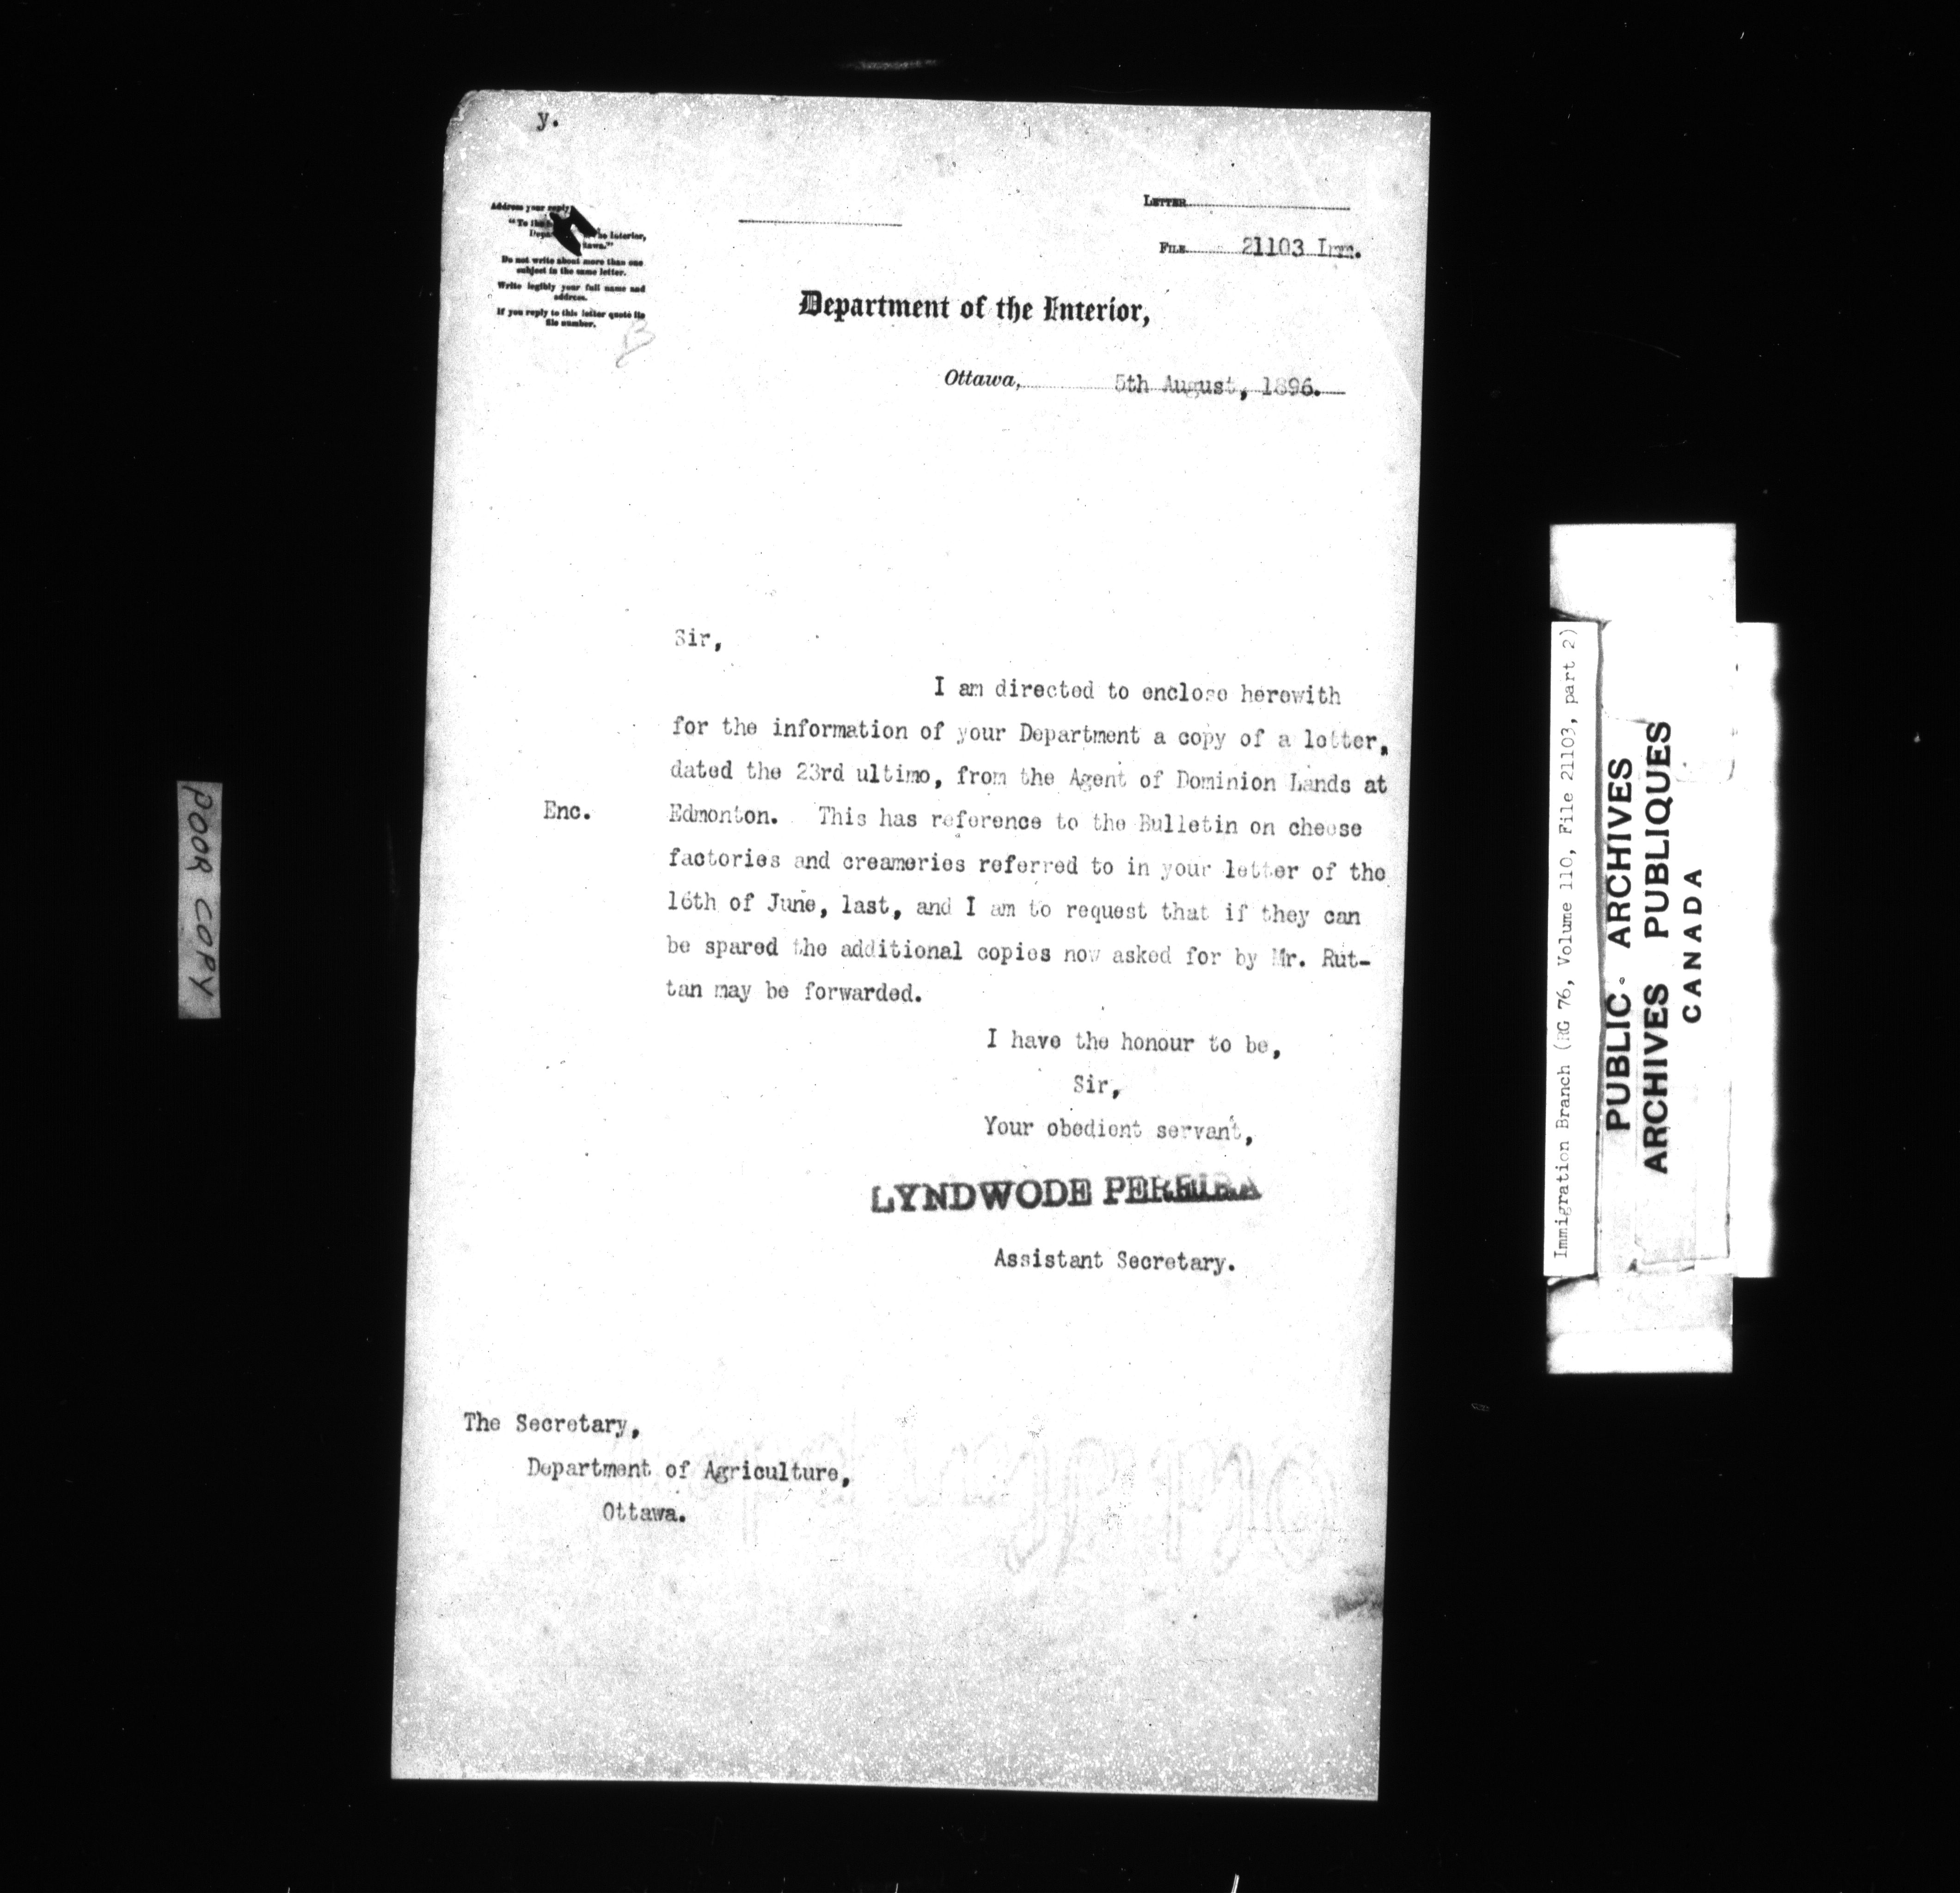 y.
Address your reply
"To the
Depa the Interior,
tawa."
Do not write about more than one
subject in the same letter.
Write legibly your full name and
address.
If you reply to this letter quote its
file number.
B
LETTER
FILE 21103 Imm.
Department of the Interior,
Ottawa, 5th August, 1896.
Sir,
I am directed to enclose herewith
for the information of your Department a copy of a letter,
dated the 23rd ultimo, from the Agent of Dominion Lands at
Enc. Edmonton. This has reference to the Bulletin on cheese
factories and creameries referred to in your letter of the
16th of June, last, and I am to request that if they can
be spared the additional copies now asked for by Mr. Rut-
tan may be forwarded.
I have the honour to be,
Sir,
Your obedient servant,
LYNDWODE PEREIRA
Assistant Secretary.
The Secretary,
Department of Agriculture,
Ottawa.
POOR COPY
Immigration Branch (RG 76, Volume 110, File 21103, part 2)
PUBLIC ARCHIVES
ARCHIVES PUBLIQUES
CANADA